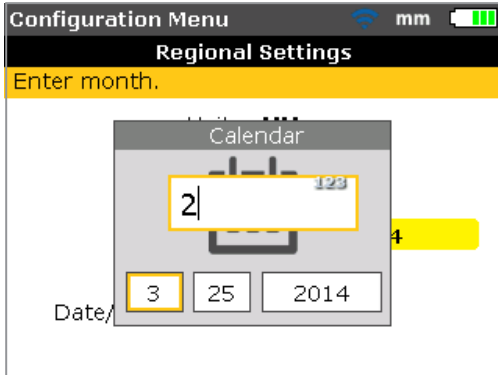 Configuration Menu mm
Regional Settings
Enter month.
Calendar
123
2
4
3 25 2014
Date/